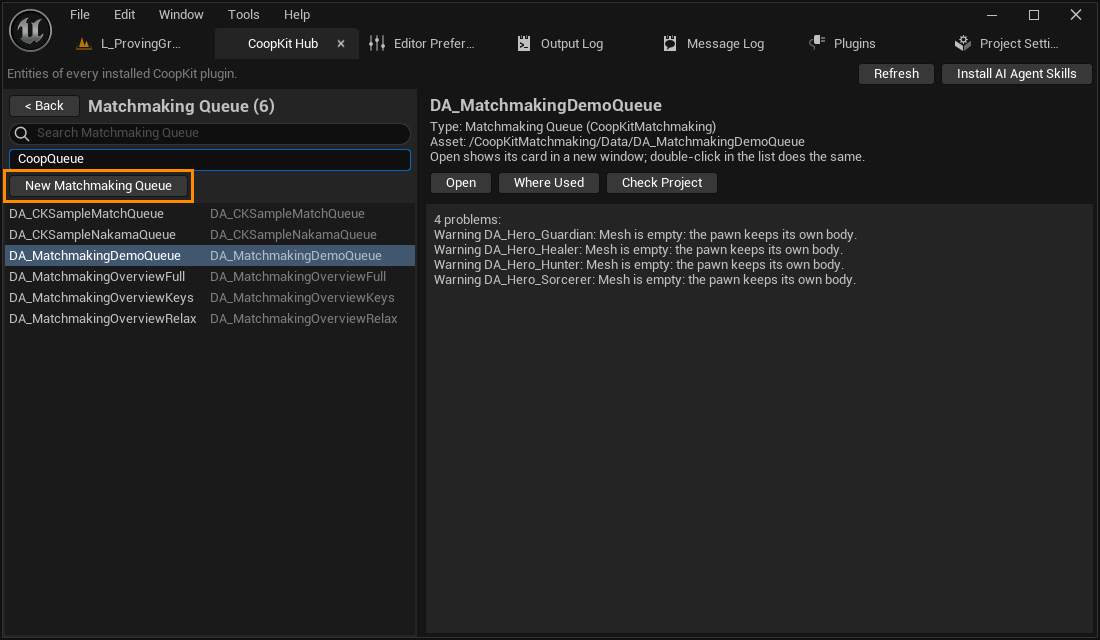 File Edit Window Tools Help
L_ProvingGr... CoopKit Hub Editor Prefer... Output Log Message Log Plugins Project Setti...
Entities of every installed CoopKit plugin. Refresh Install AI Agent Skills
< Back Matchmaking Queue (6)
Search Matchmaking Queue
CoopQueue
New Matchmaking Queue
DA_CKSampleMatchQueue DA_CKSampleMatchQueue
DA_CKSampleNakamaQueue DA_CKSampleNakamaQueue
DA_MatchmakingDemoQueue DA_MatchmakingDemoQueue
DA_MatchmakingOverviewFull DA_MatchmakingOverviewFull
DA_MatchmakingOverviewKeys DA_MatchmakingOverviewKeys
DA_MatchmakingOverviewRelax DA_MatchmakingOverviewRelax
DA_MatchmakingDemoQueue
Type: Matchmaking Queue (CoopKitMatchmaking)
Asset: /CoopKitMatchmaking/Data/DA_MatchmakingDemoQueue
Open shows its card in a new window; double-click in the list does the same.
Open Where Used Check Project
4 problems:
Warning DA_Hero_Guardian: Mesh is empty: the pawn keeps its own body.
Warning DA_Hero_Healer: Mesh is empty: the pawn keeps its own body.
Warning DA_Hero_Hunter: Mesh is empty: the pawn keeps its own body.
Warning DA_Hero_Sorcerer: Mesh is empty: the pawn keeps its own body.